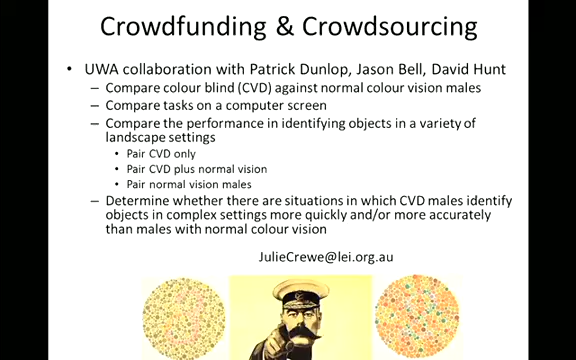 Crowdfunding & Crowdsourcing
• UWA collaboration with Patrick Dunlop, Jason Bell, David Hunt
– Compare colour blind (CVD) against normal colour vision males
– Compare tasks on a computer screen
– Compare the performance in identifying objects in a variety of
landscape settings
• Pair CVD only
• Pair CVD plus normal vision
• Pair normal vision males
– Determine whether there are situations in which CVD males identify
objects in complex settings more quickly and/or more accurately
than males with normal colour vision
JulieCrewe@lei.org.au